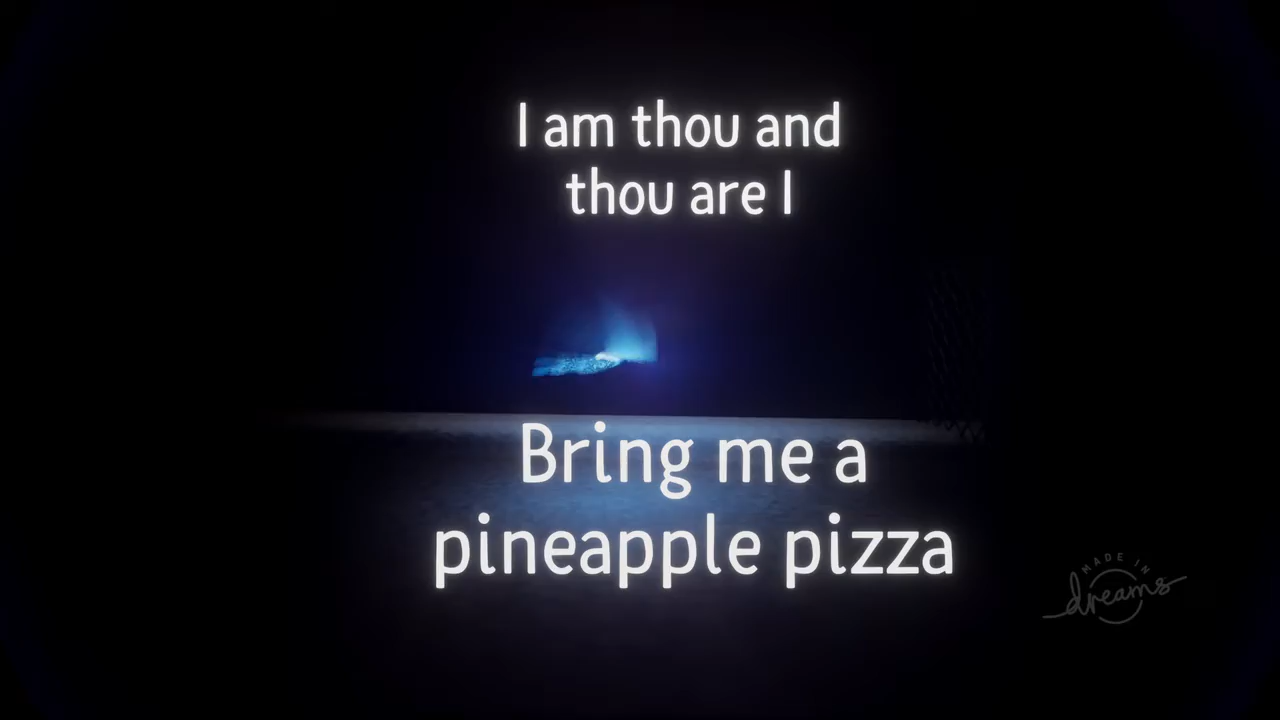 I am thou and
thou are I
Bring me a
pineapple pizza
MADE IN
dreams